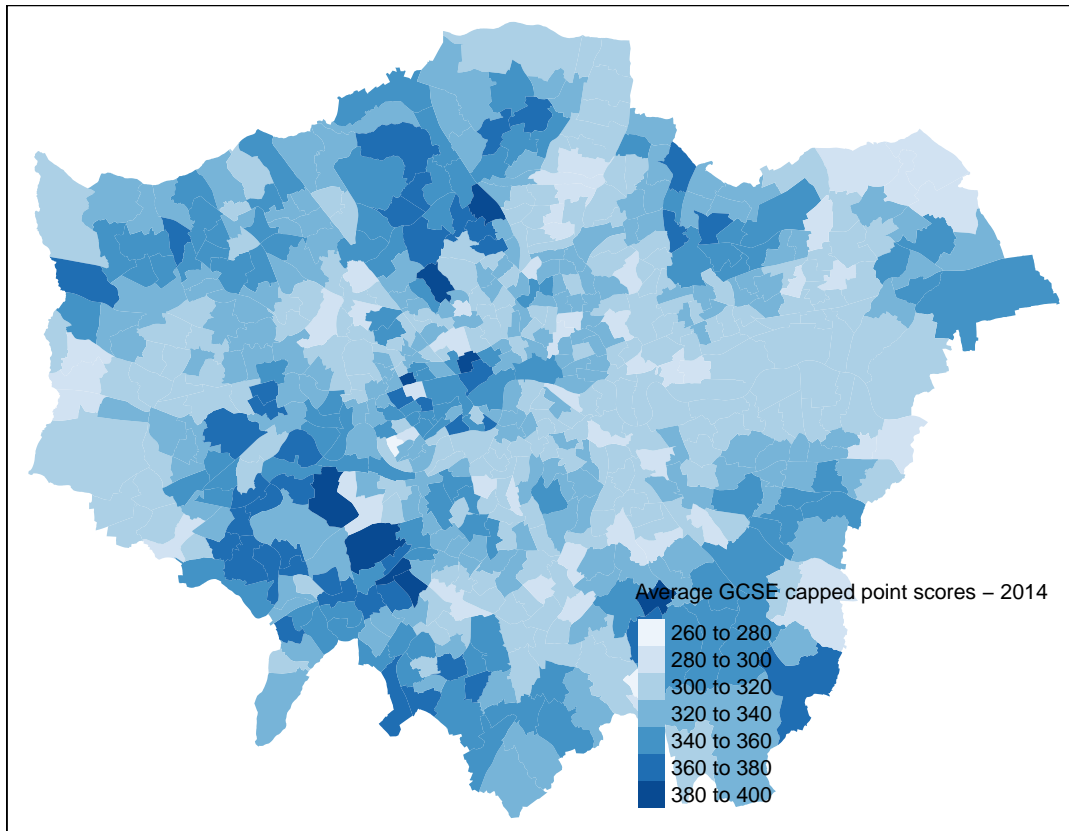 Average GCSE capped point scores – 2014
260 to 280
280 to 300
300 to 320
320 to 340
340 to 360
360 to 380
380 to 400